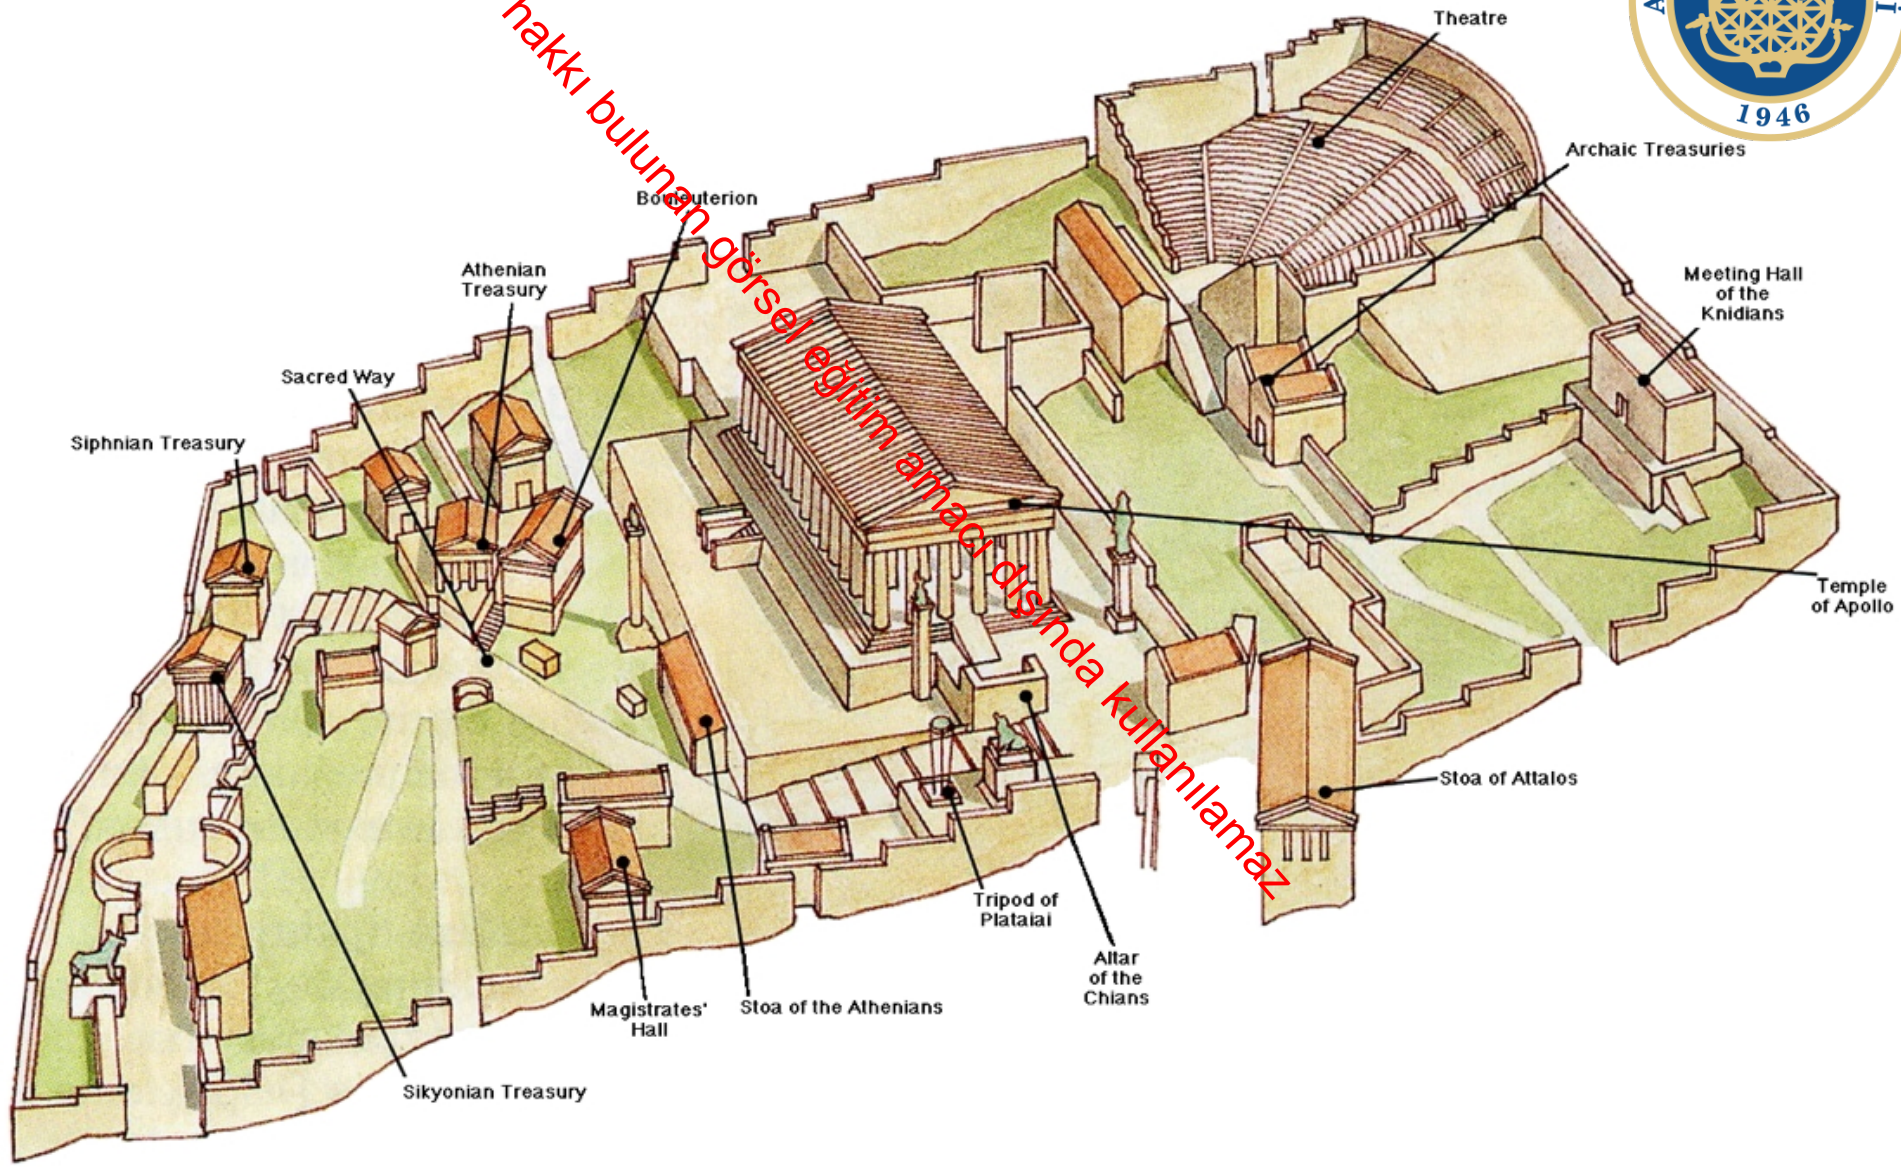 Theatre
1946
Archaic Treasuries
hakkı bulunan görsel eğitim amacı dışında kullanılamaz
Bouleuterion
Athenian
Treasury
Meeting Hall
of the
Knidians
Sacred Way
Siphnian Treasury
Temple
of Apollo
Stoa of Attalos
Tripod of
Plataiai
Altar
of the
Chians
Magistrates'
Hall
Stoa of the Athenians
Sikyonian Treasury